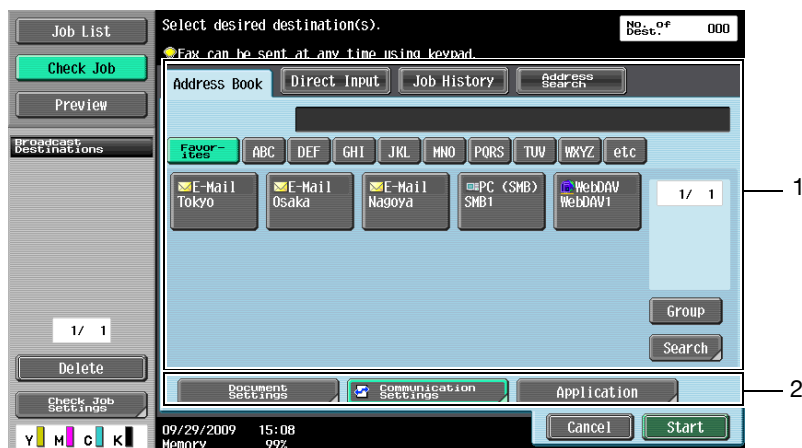 Job List
Check Job
Preview
Broadcast
Destinations
1/ 1
Delete
Check Job
Settings
Y M C K
Select desired destination(s).
No. of
Dest.
000
Fax can be sent at any time using keypad.
Address Book
Direct Input
Job History
Address
Search
Favor-
ites
ABC
DEF
GHI
JKL
MNO
PQRS
TUV
WXYZ
etc
E-Mail
Tokyo
E-Mail
Osaka
E-Mail
Nagoya
PC (SMB)
SMB1
WebDAV
WebDAV1
1/ 1
Group
Search
Document
Settings
Communication
Settings
Application
09/29/2009 15:08
Memory 99%
Cancel
Start
1
2